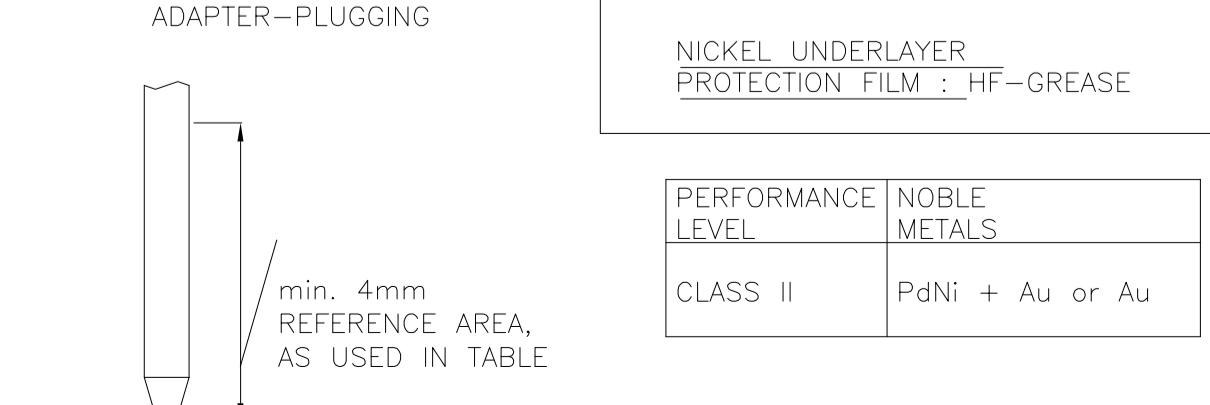 ADAPTER-PLUGGING
NICKEL UNDERLAYER
PROTECTION FILM : HF-GREASE
PERFORMANCE LEVEL
NOBLE METALS
CLASS II
PdNi + Au or Au
min. 4mm
REFERENCE AREA,
AS USED IN TABLE